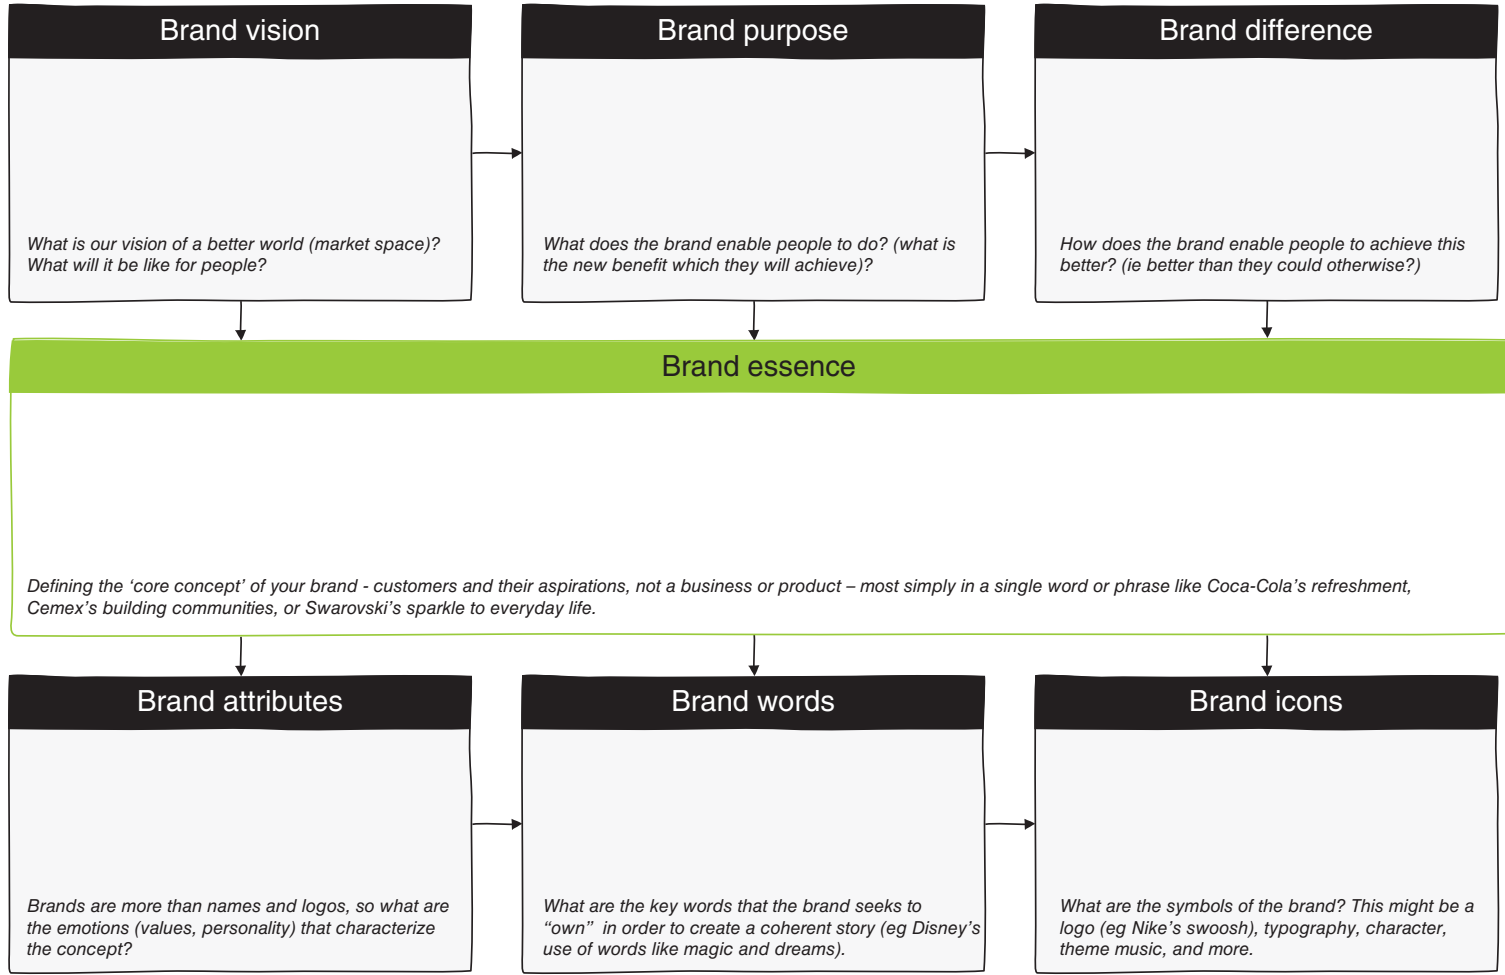 Brand vision
What is our vision of a better world (market space)?
What will it be like for people?
Brand purpose
What does the brand enable people to do? (what is
the new benefit which they will achieve)?
Brand difference
How does the brand enable people to achieve this
better? (ie better than they could otherwise?)
Brand essence
Defining the ‘core concept’ of your brand - customers and their aspirations, not a business or product – most simply in a single word or phrase like Coca-Cola’s refreshment,
Cemex’s building communities, or Swarovski’s sparkle to everyday life.
Brand attributes
Brands are more than names and logos, so what are
the emotions (values, personality) that characterize
the concept?
Brand words
What are the key words that the brand seeks to
“own” in order to create a coherent story (eg Disney’s
use of words like magic and dreams).
Brand icons
What are the symbols of the brand? This might be a
logo (eg Nike’s swoosh), typography, character,
theme music, and more.